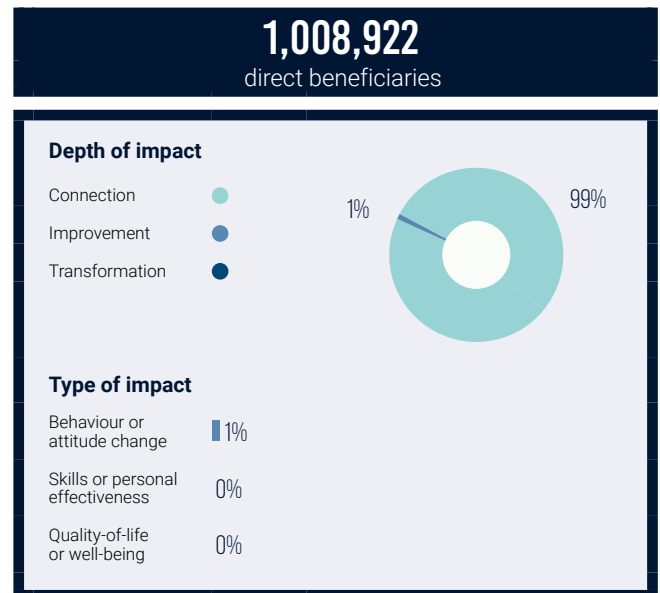 1,008,922
direct beneficiaries
Depth of impact
Connection
Improvement
Transformation
1%
99%
Type of impact
Behaviour or
attitude change
1%
Skills or personal
effectiveness
0%
Quality-of-life
or well-being
0%